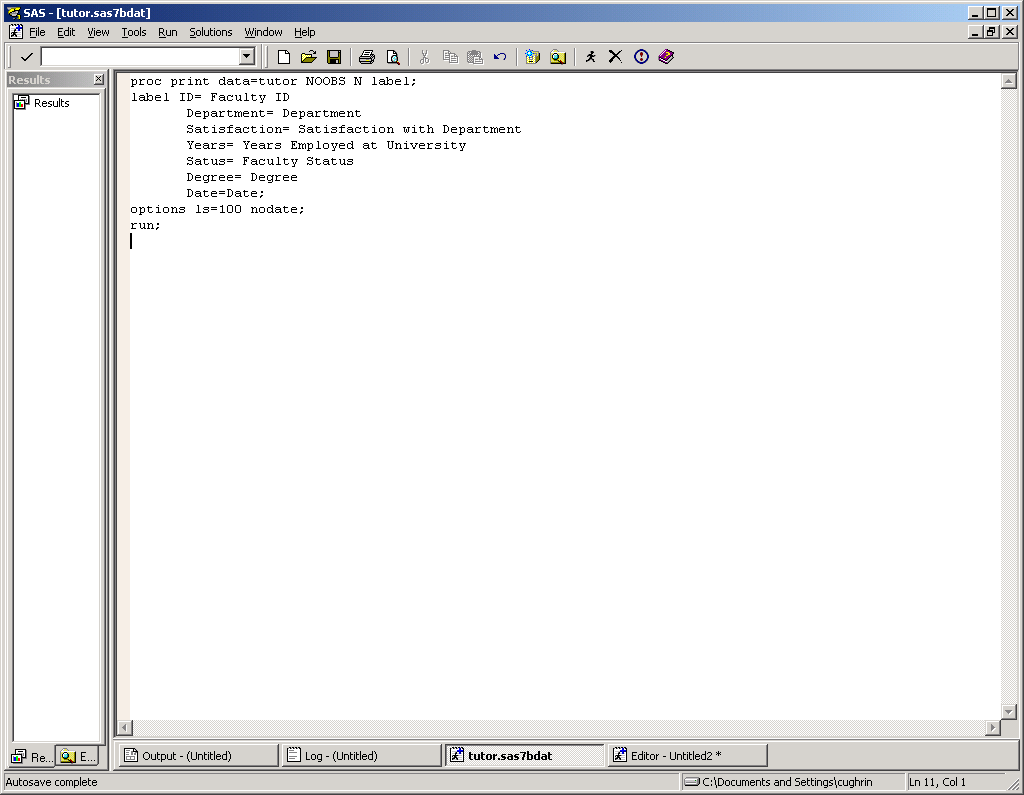 SAS - [tutor.sas7bdat]
File Edit View Tools Run Solutions Window Help
Results
Results
proc print data=tutor NOOBS N label;
label ID= Faculty ID
Department= Department
Satisfaction= Satisfaction with Department
Years= Years Employed at University
Satus= Faculty Status
Degree= Degree
Date=Date;
options ls=100 nodate;
run;
Re... E... Output - (Untitled) Log - (Untitled) tutor.sas7bdat Editor - Untitled2 *
Autosave complete C:\Documents and Settings\cughrin Ln 11, Col 1